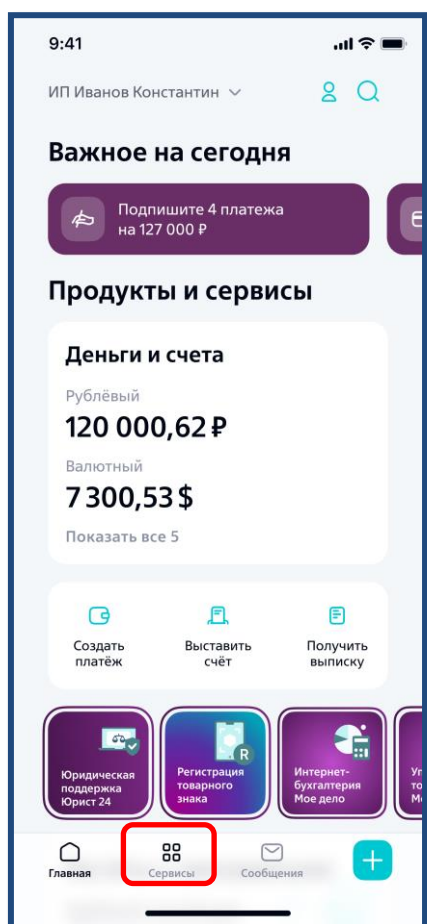 9:41
ИП Иванов Константин
Важное на сегодня
Подпишите 4 платежа
на 127 000 ₽
Продукты и сервисы
Деньги и счета
Рублёвый
120 000,62 ₽
Валютный
7 300,53 $
Показать все 5
Создать
платёж
Выставить
счёт
Получить
выписку
Юридическая
поддержка
Юрист 24
R
Регистрация
товарного
знака
Интернет-
бухгалтерия
Мое дело
Главная
Сервисы
Сообщения